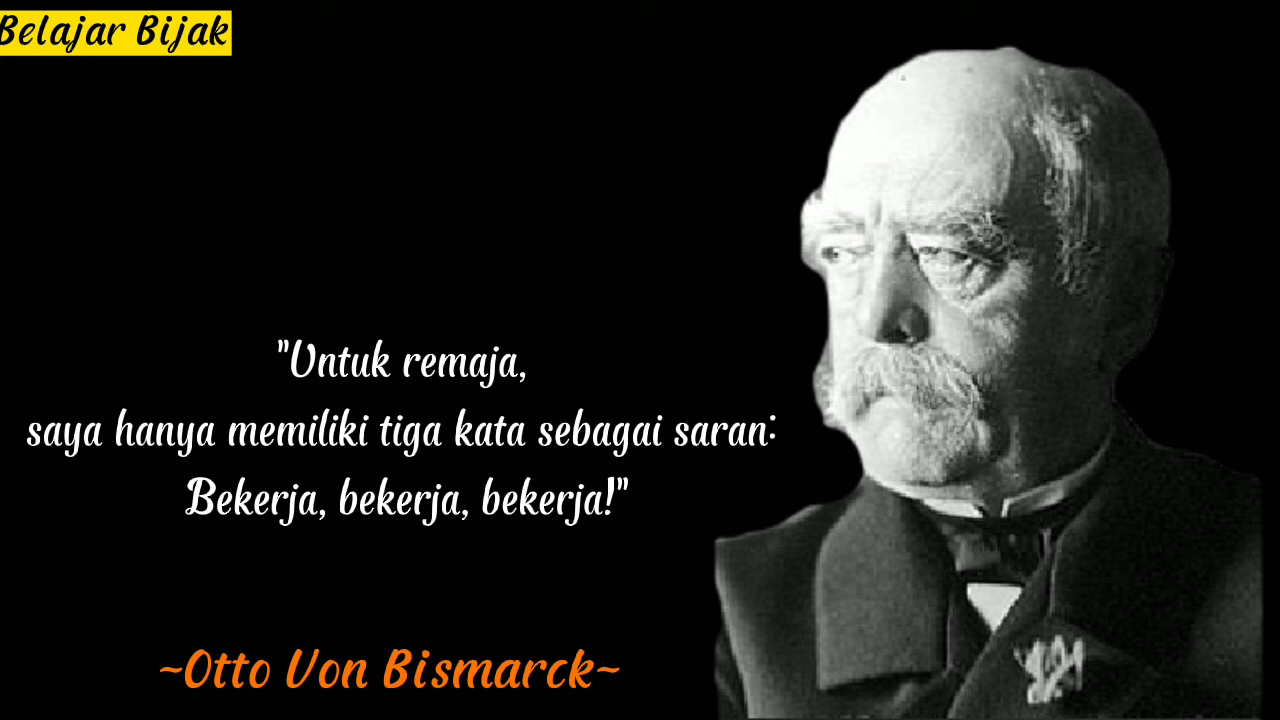 Belajar Bijak
"Untuk remaja,
saya hanya memiliki tiga kata sebagai saran:
Bekerja, bekerja, bekerja!"
~Otto Von Bismarck~